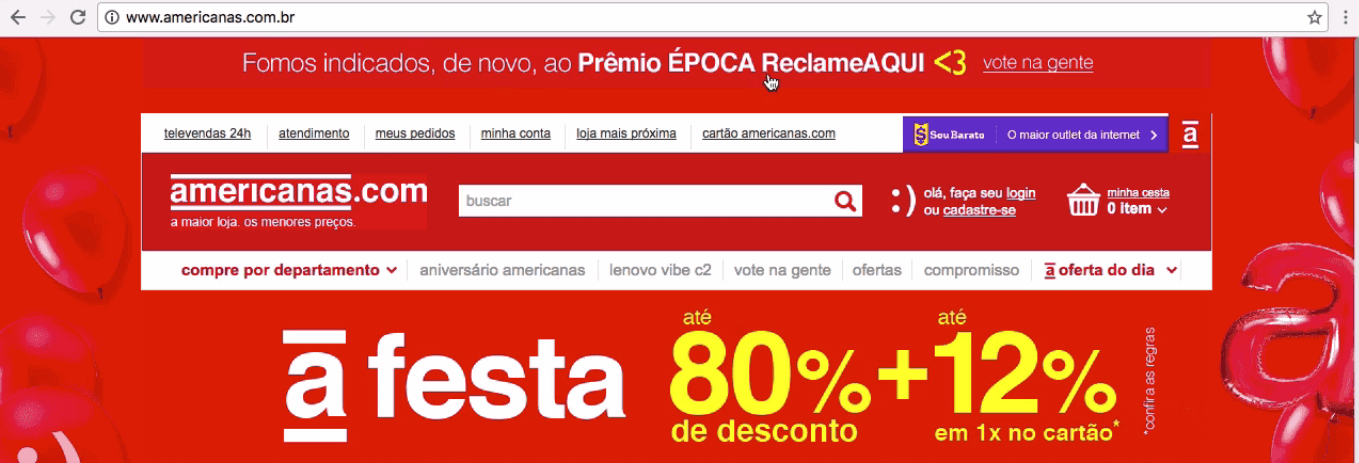 www.americanas.com.br
Fomos indicados, de novo, ao Prêmio ÉPOCA ReclameAQUI <3 vote na gente
televendas 24h atendimento meus pedidos minha conta loja mais próxima cartão americanas.com
$ Sou Barato O maior outlet da internet a
americanas.com
a maior loja. os menores preços.
buscar
:) olá, faça seu login
ou cadastre-se
minha cesta
0 item
compre por departamento aniversário americanas lenovo vibe c2 vote na gente ofertas compromisso a oferta do dia
a festa
até
80%
de desconto
+
até
12%
em 1x no cartão*
*confira as regras
a
:)